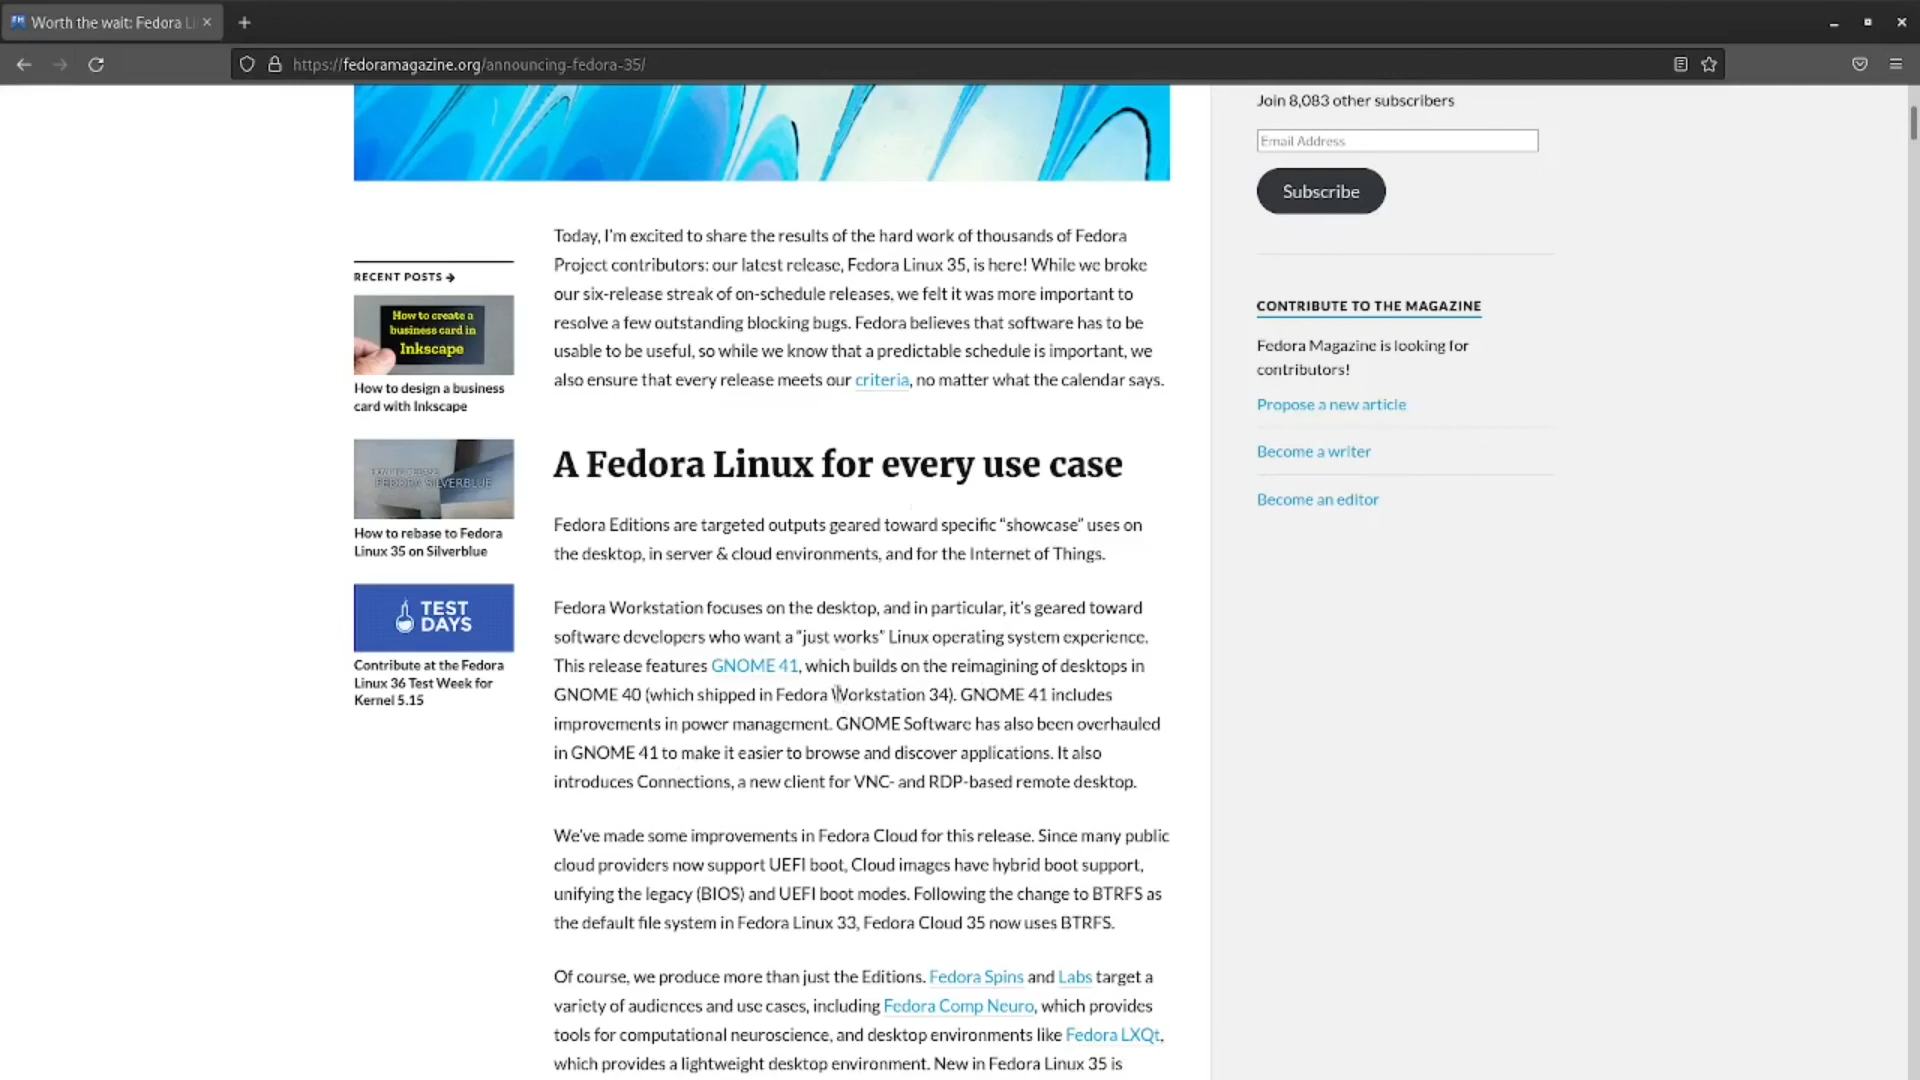 Worth the wait: Fedora Li
https://fedoramagazine.org/announcing-fedora-35/
Join 8,083 other subscribers
Email Address
Subscribe
CONTRIBUTE TO THE MAGAZINE
Fedora Magazine is looking for
contributors!
Propose a new article
Become a writer
Become an editor
RECENT POSTS →
How to create a
business card in
Inkscape
How to design a business
card with Inkscape
FEDORA SILVERBLUE
How to rebase to Fedora
Linux 35 on Silverblue
TEST
DAYS
Contribute at the Fedora
Linux 36 Test Week for
Kernel 5.15
Today, I'm excited to share the results of the hard work of thousands of Fedora
Project contributors: our latest release, Fedora Linux 35, is here! While we broke
our six-release streak of on-schedule releases, we felt it was more important to
resolve a few outstanding blocking bugs. Fedora believes that software has to be
usable to be useful, so while we know that a predictable schedule is important, we
also ensure that every release meets our criteria, no matter what the calendar says.
A Fedora Linux for every use case
Fedora Editions are targeted outputs geared toward specific “showcase” uses on
the desktop, in server & cloud environments, and for the Internet of Things.
Fedora Workstation focuses on the desktop, and in particular, it's geared toward
software developers who want a “just works” Linux operating system experience.
This release features GNOME 41, which builds on the reimagining of desktops in
GNOME 40 (which shipped in Fedora Workstation 34). GNOME 41 includes
improvements in power management. GNOME Software has also been overhauled
in GNOME 41 to make it easier to browse and discover applications. It also
introduces Connections, a new client for VNC- and RDP-based remote desktop.
We've made some improvements in Fedora Cloud for this release. Since many public
cloud providers now support UEFI boot, Cloud images have hybrid boot support,
unifying the legacy (BIOS) and UEFI boot modes. Following the change to BTRFS as
the default file system in Fedora Linux 33, Fedora Cloud 35 now uses BTRFS.
Of course, we produce more than just the Editions. Fedora Spins and Labs target a
variety of audiences and use cases, including Fedora Comp Neuro, which provides
tools for computational neuroscience, and desktop environments like Fedora LXQt,
which provides a lightweight desktop environment. New in Fedora Linux 35 is